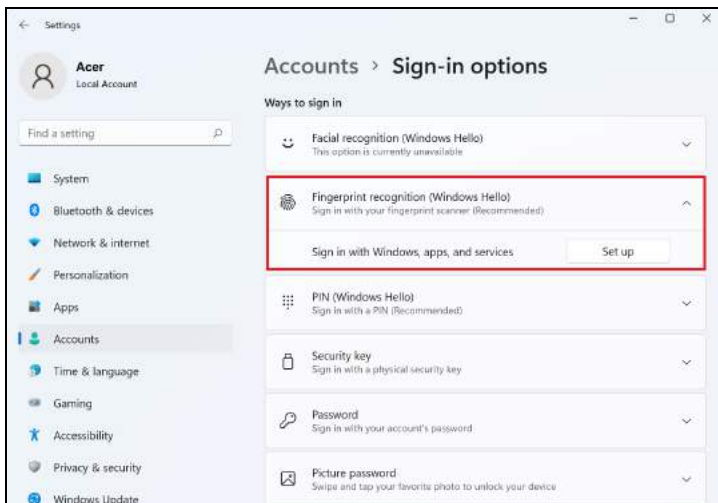 Settings
Acer
Local Account
Find a setting
System
Bluetooth & devices
Network & internet
Personalization
Apps
Accounts
Time & language
Gaming
Accessibility
Privacy & security
Windows Update
Accounts > Sign-in options
Ways to sign in
Facial recognition (Windows Hello)
This option is currently unavailable
Fingerprint recognition (Windows Hello)
Sign in with your fingerprint scanner (Recommended)
Sign in with Windows, apps, and services
Set up
PIN (Windows Hello)
Sign in with a PIN (Recommended)
Security key
Sign in with a physical security key
Password
Sign in with your account's password
Picture password
Swipe and tap your favorite photo to unlock your device